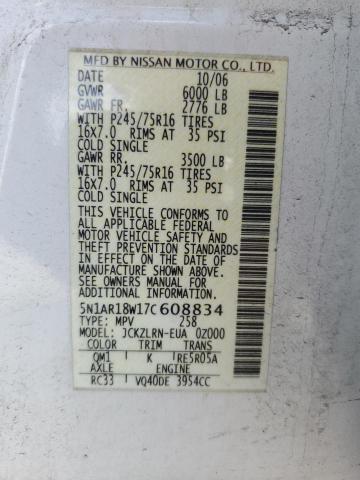 MFD BY NISSAN MOTOR CO., LTD.
DATE 10/06
GVWR 6000 LB
GAWR FR. 2776 LB
WITH P245/75R16 TIRES
16X7.0 RIMS AT 35 PSI
COLD SINGLE
GAWR RR. 3500 LB
WITH P245/75R16 TIRES
16X7.0 RIMS AT 35 PSI
COLD SINGLE
THIS VEHICLE CONFORMS TO
ALL APPLICABLE FEDERAL
MOTOR VEHICLE SAFETY AND
THEFT PREVENTION STANDARDS
IN EFFECT ON THE DATE OF
MANUFACTURE SHOWN ABOVE.
SEE OWNERS MANUAL FOR
ADDITIONAL INFORMATION.
5N1AR18W17C608834
TYPE: MPV 258
MODEL: JCKZLRN-EUA 0Z000
COLOR TRIM TRANS
QM1 K RE5R05A
AXLE ENGINE
RC33 VQ40DE 3954CC